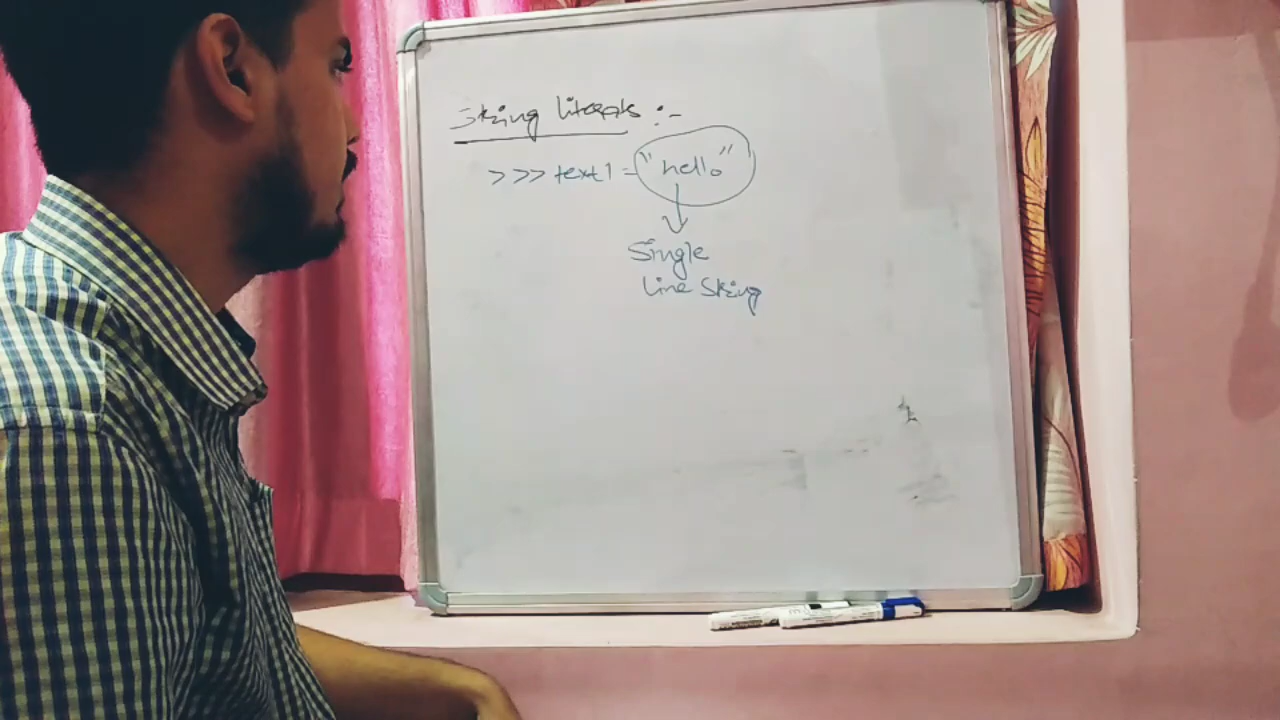 String literals :-
>>> text1 = "hello"
Single
Line String